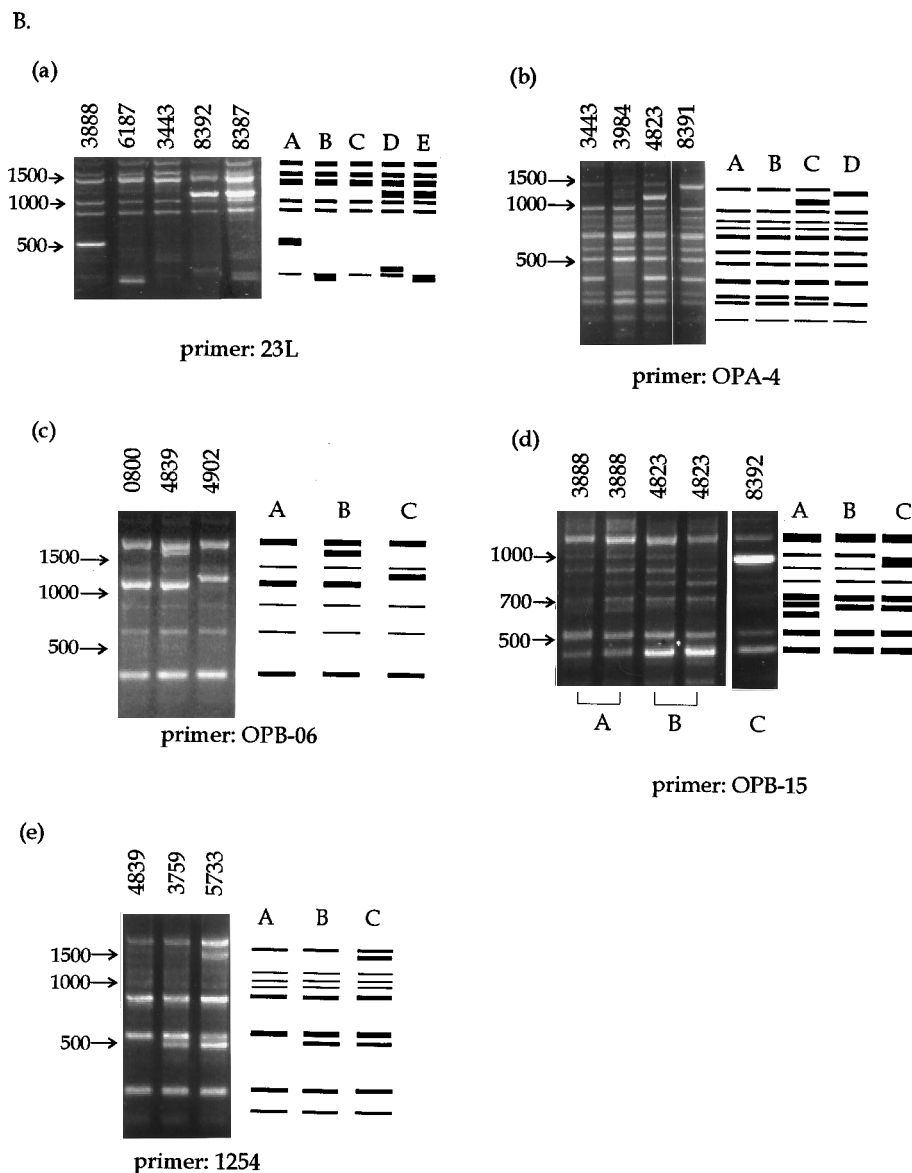 B.
(a)
3888 6187 3443 8392 8387
A B C D E
1500
1000
500
primer: 23L
(b)
3443 3984 4823 8391
A B C D
1500
1000
500
primer: OPA-4
(c)
0800 4839 4902
A B C
1500
1000
500
primer: OPB-06
(d)
3888 3888 4823 4823 8392
A B C
1000
700
500
A B C
primer: OPB-15
(e)
4839 3759 5733
A B C
1500
1000
500
primer: 1254